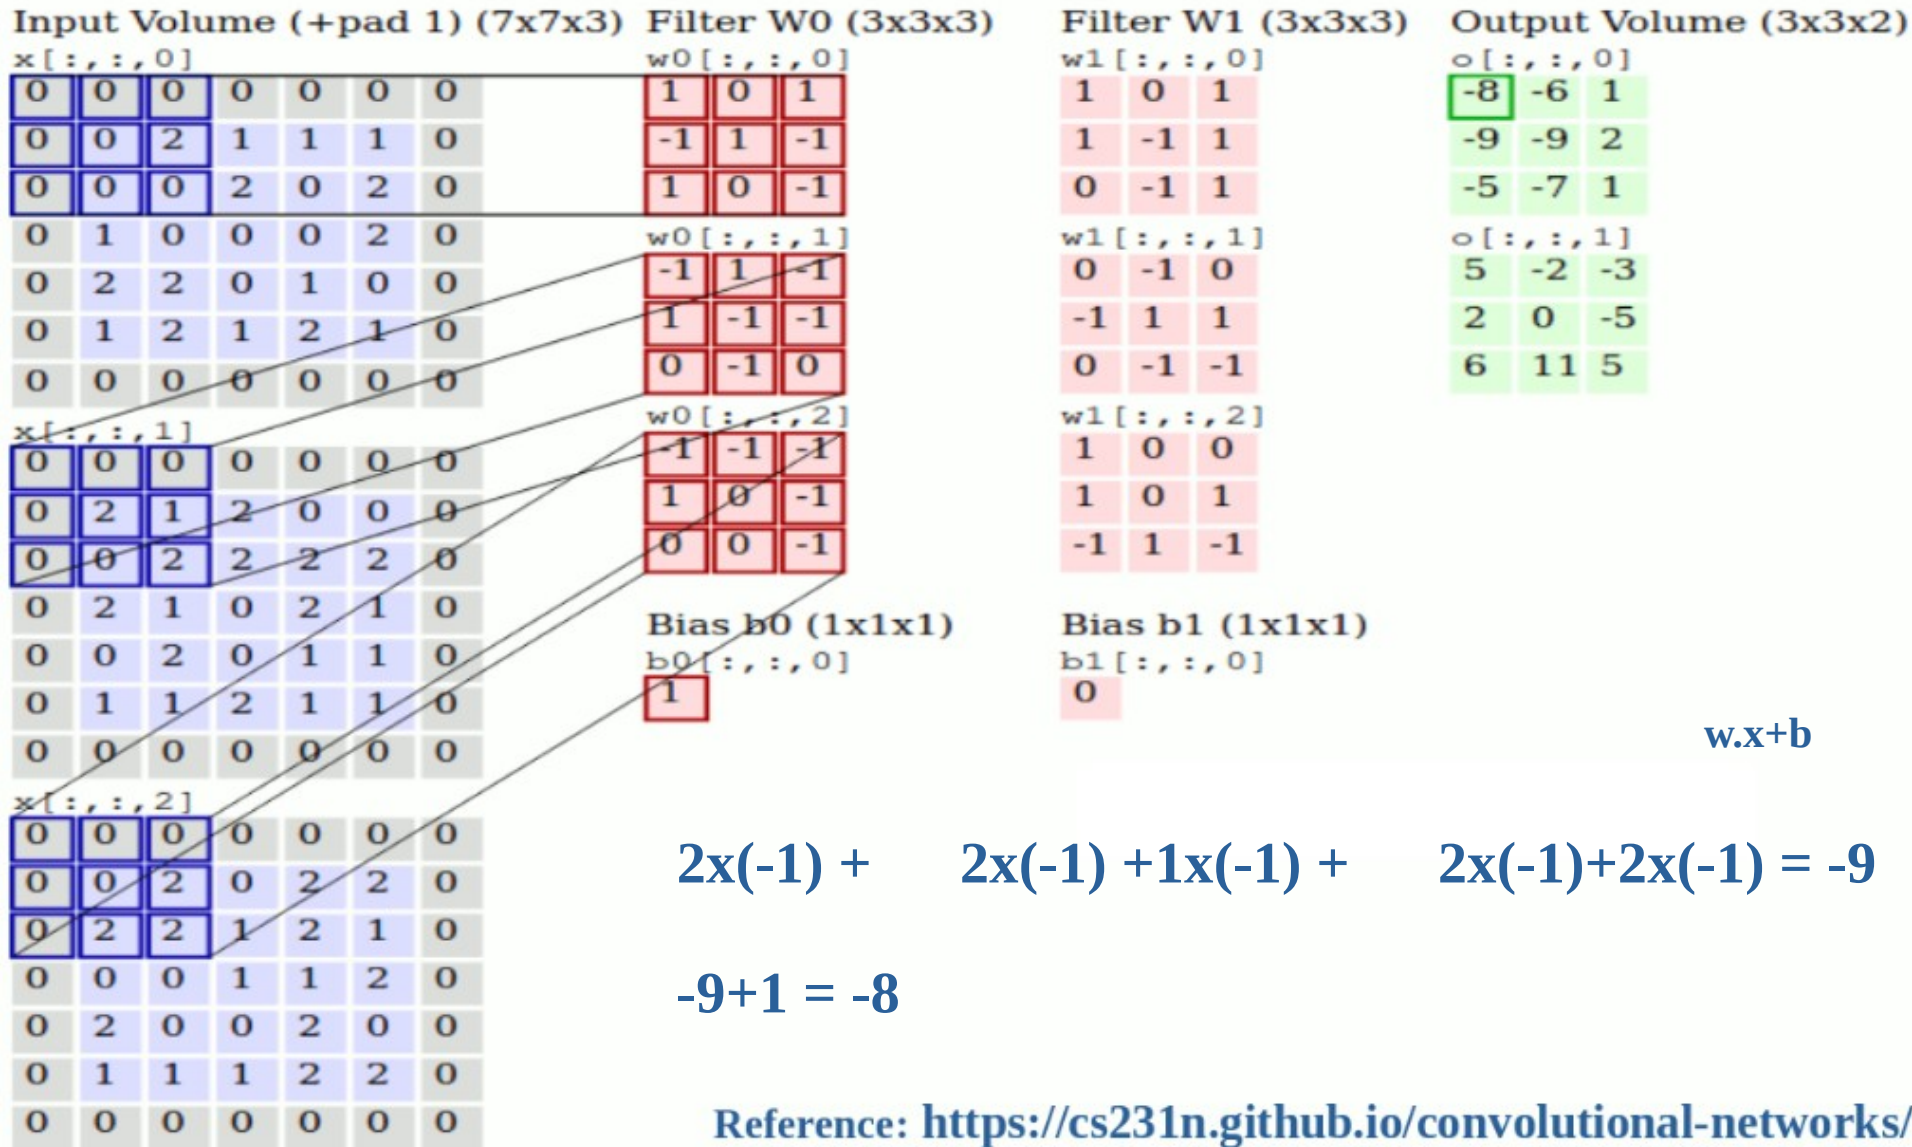 Input Volume (+pad 1) (7x7x3)
x[:,:,0]
0 0 0 0 0 0 0
0 0 2 1 1 1 0
0 0 0 2 0 2 0
0 1 0 0 0 2 0
0 2 2 0 1 0 0
0 1 2 1 2 1 0
0 0 0 0 0 0 0
x[:,:,1]
0 0 0 0 0 0 0
0 2 1 2 0 0 0
0 0 2 2 2 2 0
0 2 1 0 2 1 0
0 0 2 0 1 1 0
0 1 1 2 1 1 0
0 0 0 0 0 0 0
x[:,:,2]
0 0 0 0 0 0 0
0 0 2 0 2 2 0
0 2 2 1 2 1 0
0 0 0 1 1 2 0
0 2 0 0 2 0 0
0 1 1 1 2 2 0
0 0 0 0 0 0 0
Filter W0 (3x3x3)
w0[:,:,0]
1 0 1
-1 1 -1
1 0 -1
w0[:,:,1]
-1 1 -1
1 -1 -1
0 -1 0
w0[:,:,2]
-1 -1 -1
1 0 -1
0 0 -1
Bias b0 (1x1x1)
b0[:,:,0]
1
Filter W1 (3x3x3)
w1[:,:,0]
1 0 1
1 -1 1
0 -1 1
w1[:,:,1]
0 -1 0
-1 1 1
0 -1 -1
w1[:,:,2]
1 0 0
1 0 1
-1 1 -1
Bias b1 (1x1x1)
b1[:,:,0]
0
Output Volume (3x3x2)
o[:,:,0]
-8 -6 1
-9 -9 2
-5 -7 1
o[:,:,1]
5 -2 -3
2 0 -5
6 11 5
w.x+b
2x(-1) + 2x(-1) +1x(-1) + 2x(-1)+2x(-1) = -9
-9+1 = -8
Reference: https://cs231n.github.io/convolutional-networks/